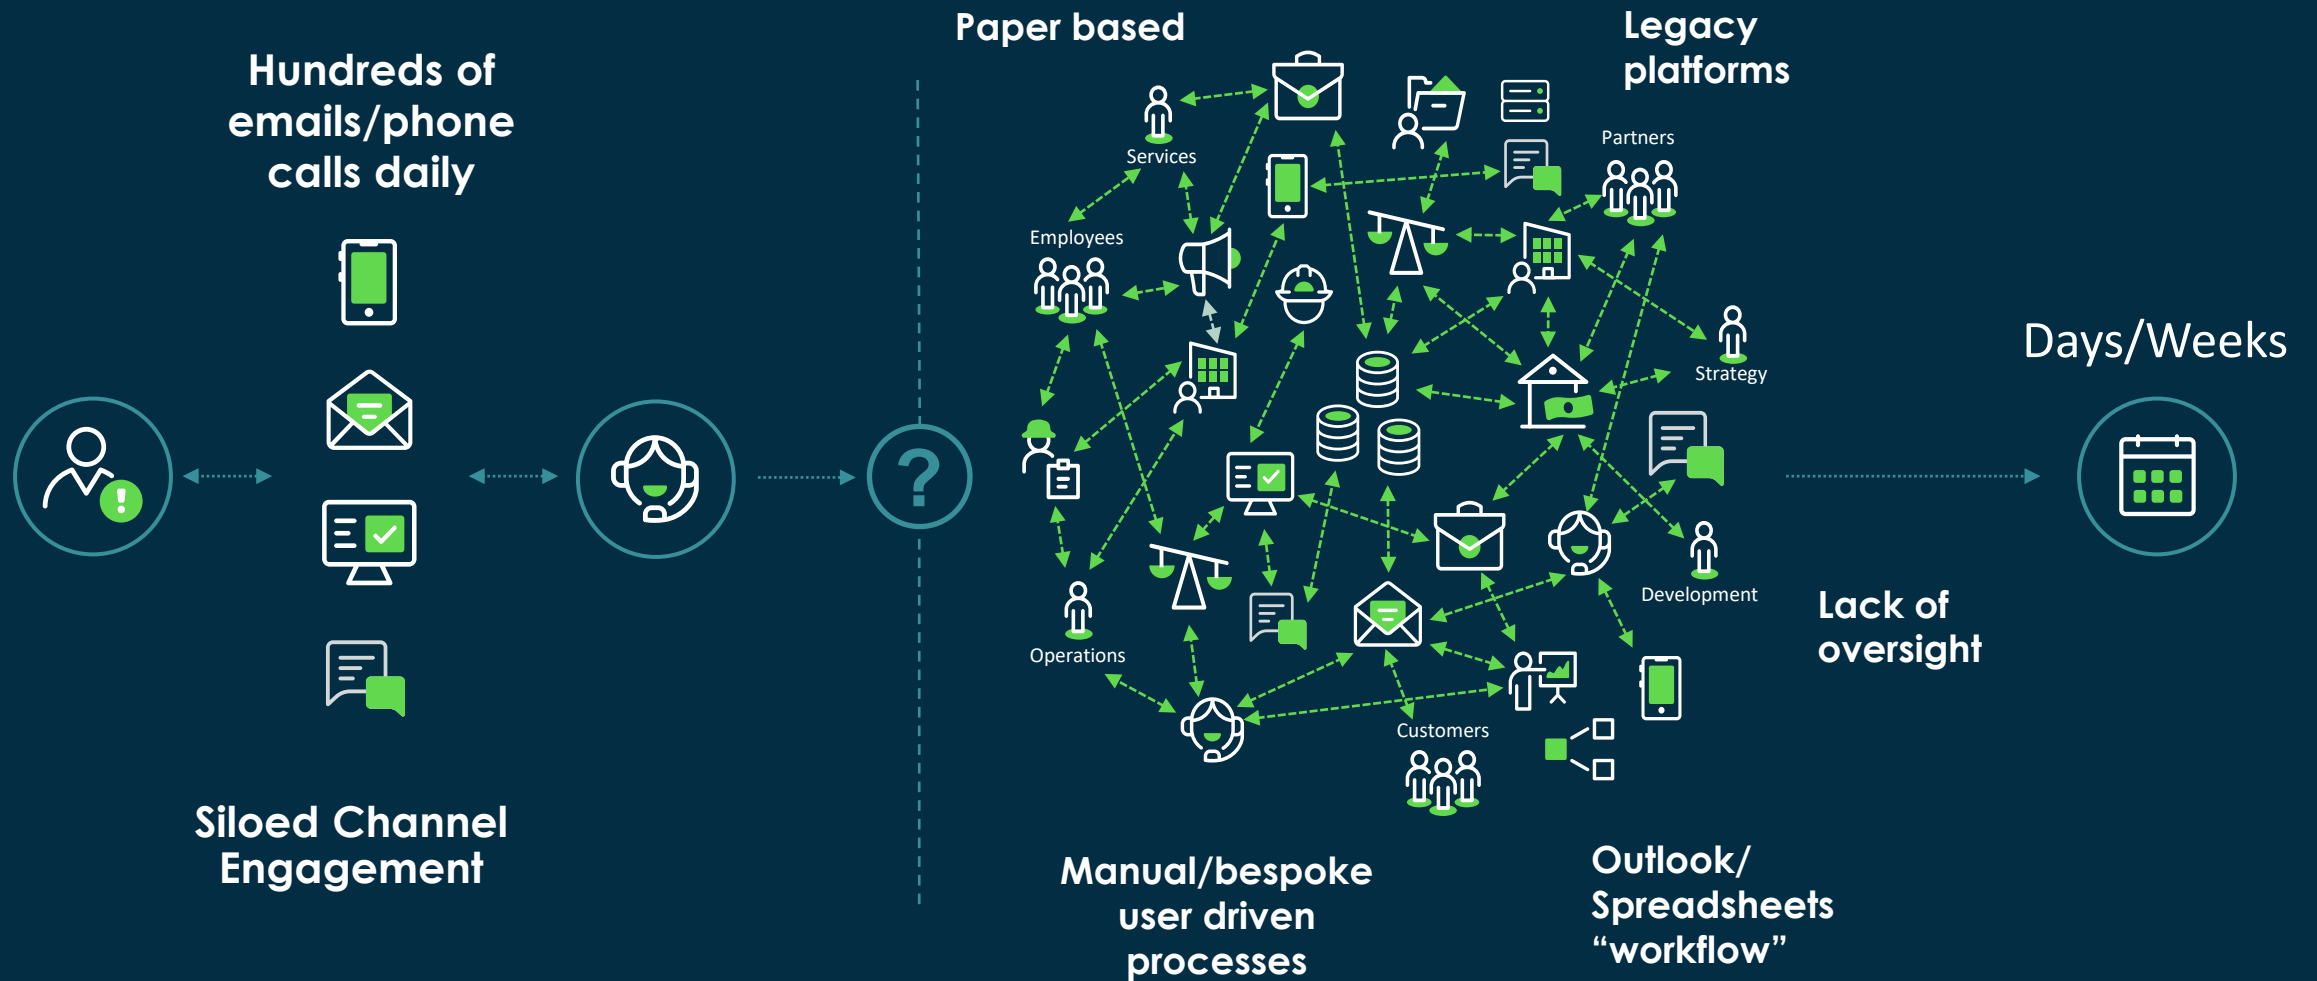 Hundreds of
emails/phone
calls daily
Siloed Channel
Engagement
?
Paper based
Legacy
platforms
Services
Partners
Employees
Strategy
Development
Operations
Customers
Lack of
oversight
Manual/bespoke
user driven
processes
Outlook/
Spreadsheets
“workflow”
Days/Weeks